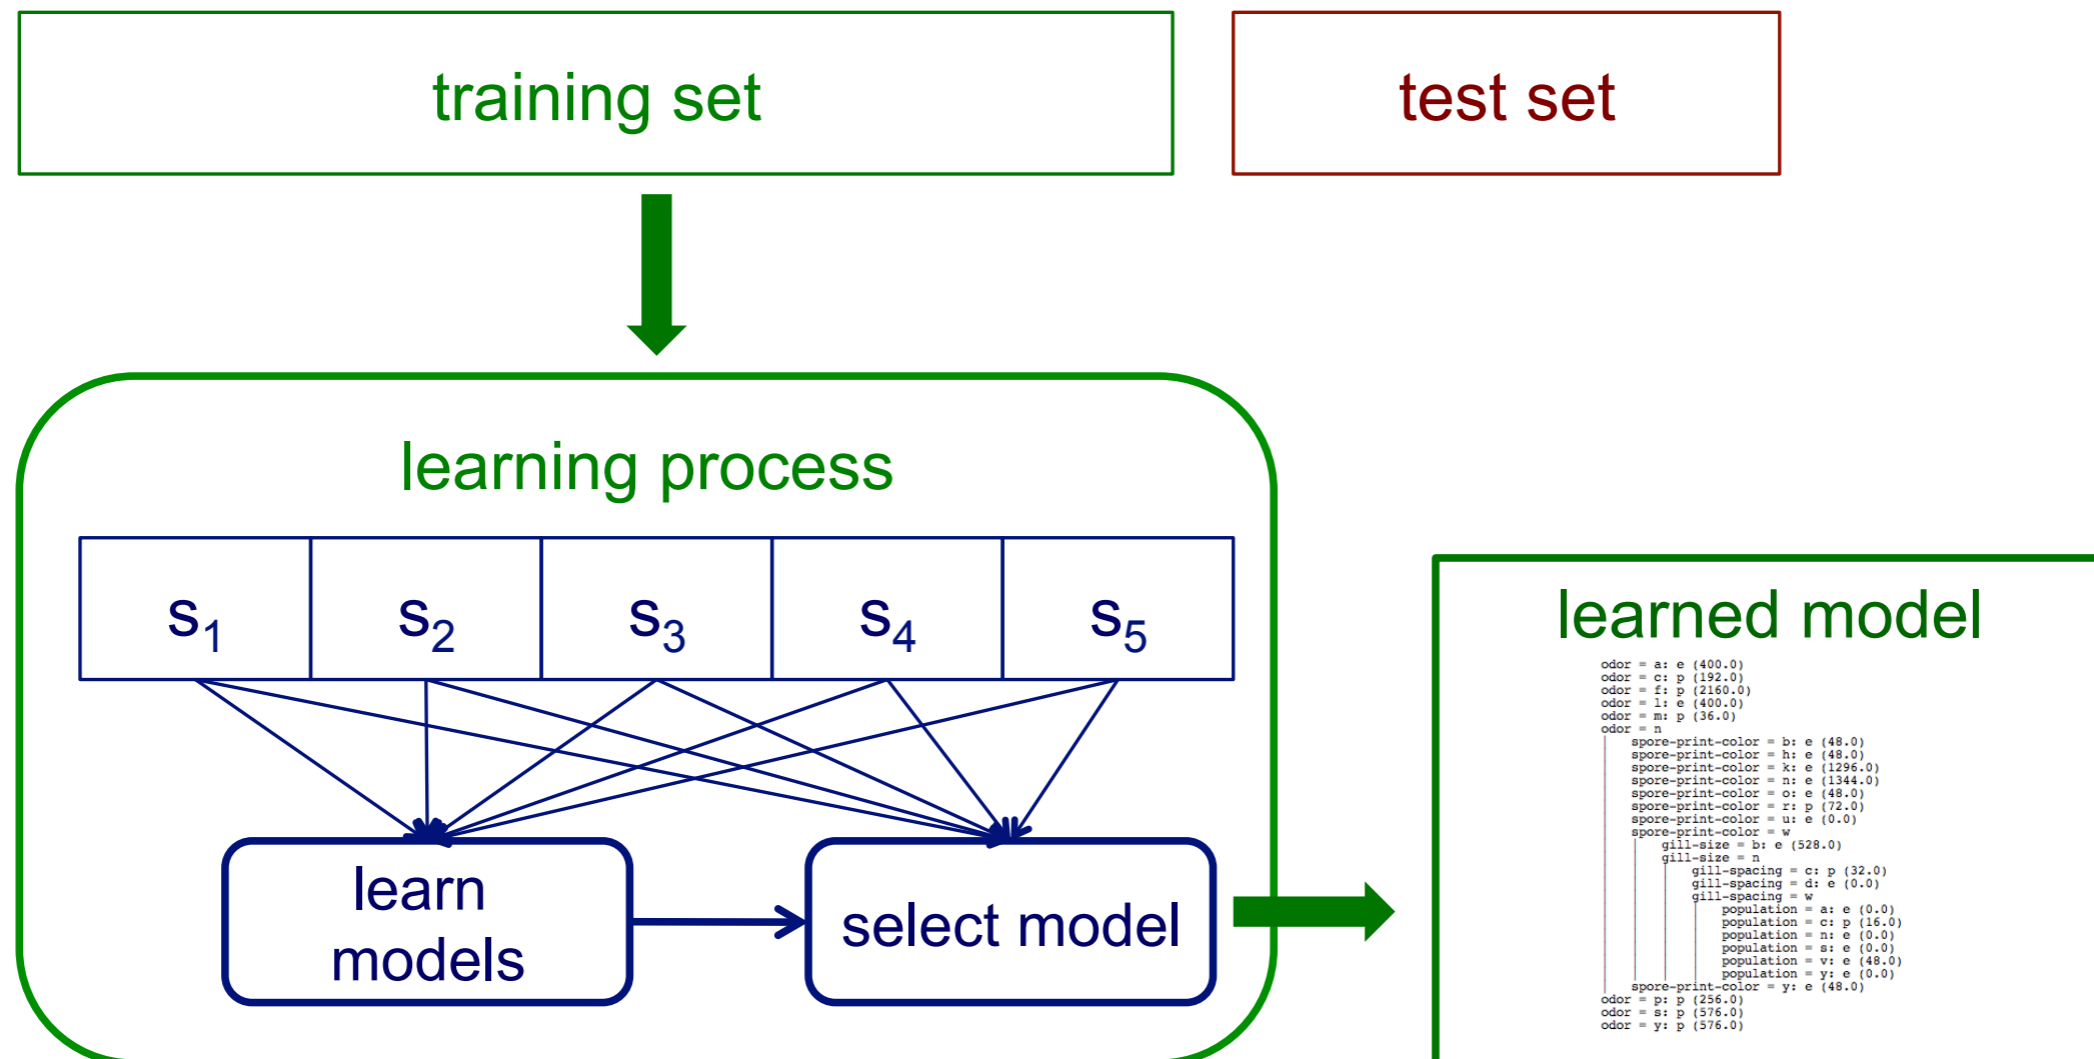 training set
test set
learning process
s1 s2 s3 s4 s5
learn
models
select model
learned model
odor = a: e (400.0)
odor = c: p (192.0)
odor = f: p (2160.0)
odor = l: e (400.0)
odor = m: p (36.0)
odor = n
|   spore-print-color = b: e (48.0)
|   spore-print-color = h: e (48.0)
|   spore-print-color = k: e (1296.0)
|   spore-print-color = n: e (1344.0)
|   spore-print-color = o: e (48.0)
|   spore-print-color = r: p (72.0)
|   spore-print-color = u: e (0.0)
|   spore-print-color = w
|   |   gill-size = b: e (528.0)
|   |   gill-size = n
|   |   |   gill-spacing = c: p (32.0)
|   |   |   gill-spacing = d: e (0.0)
|   |   |   gill-spacing = w
|   |   |   |   population = a: e (0.0)
|   |   |   |   population = c: p (16.0)
|   |   |   |   population = n: e (0.0)
|   |   |   |   population = s: e (0.0)
|   |   |   |   population = v: e (48.0)
|   |   |   |   population = y: e (0.0)
|   spore-print-color = y: e (48.0)
odor = p: p (256.0)
odor = s: p (576.0)
odor = y: p (576.0)